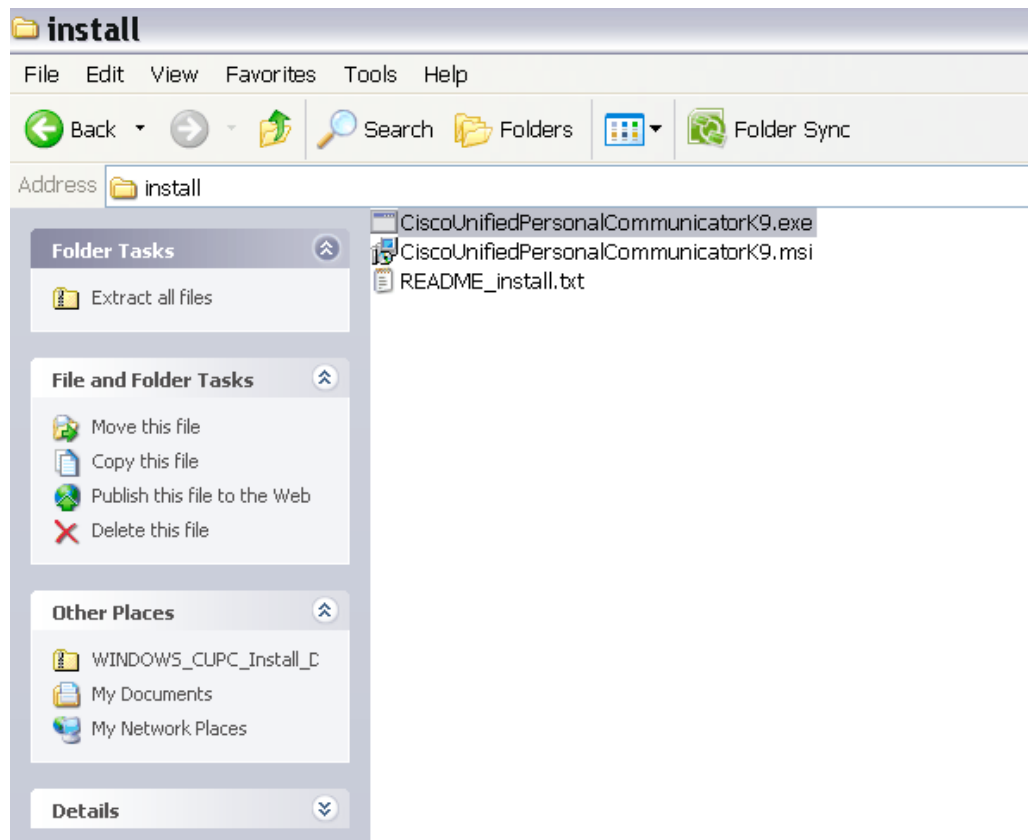 install
File Edit View Favorites Tools Help
Back Search Folders Folder Sync
Address install
Folder Tasks
Extract all files
File and Folder Tasks
Move this file
Copy this file
Publish this file to the Web
Delete this file
Other Places
WINDOWS_CUPC_Install_D
My Documents
My Network Places
Details
CiscoUnifiedPersonalCommunicatorK9.exe
CiscoUnifiedPersonalCommunicatorK9.msi
README_install.txt